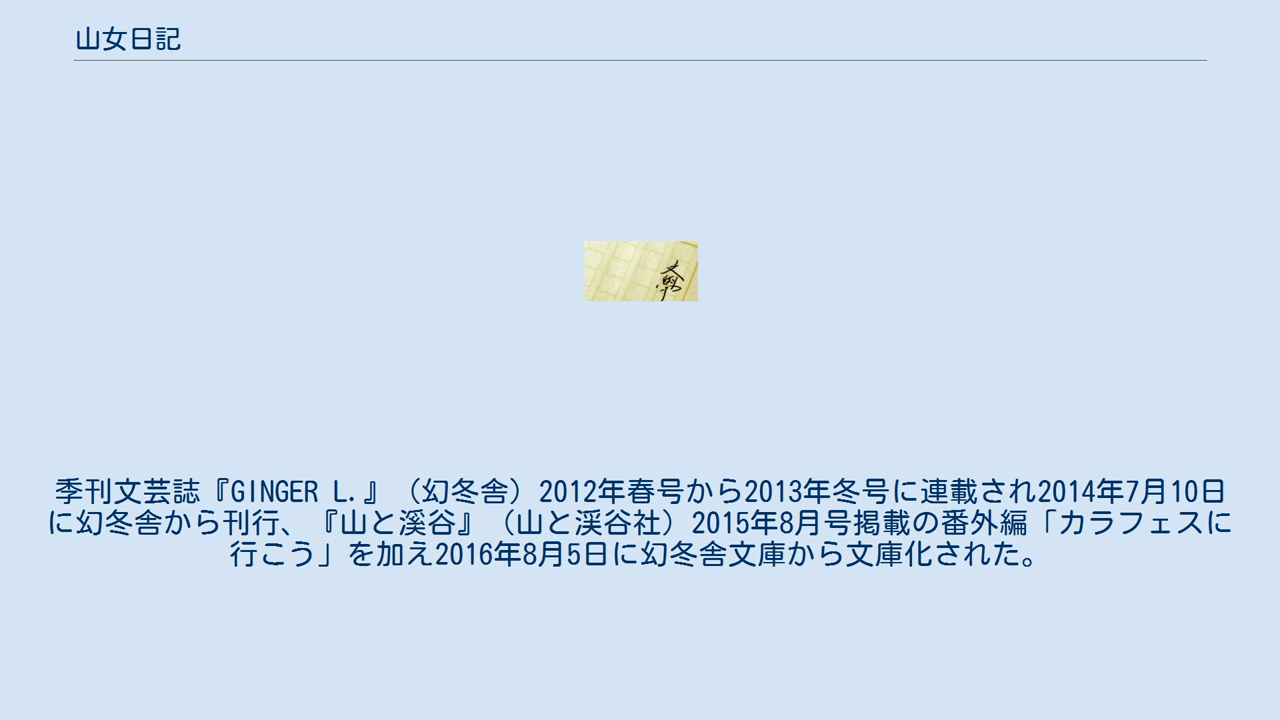 山女日記
季刊文芸誌『GINGER L.』（幻冬舎）2012年春号から2013年冬号に連載され2014年7月10日
に幻冬舎から刊行、『山と溪谷』（山と渓谷社）2015年8月号掲載の番外編「カラフェスに
行こう」を加え2016年8月5日に幻冬舎文庫から文庫化された。